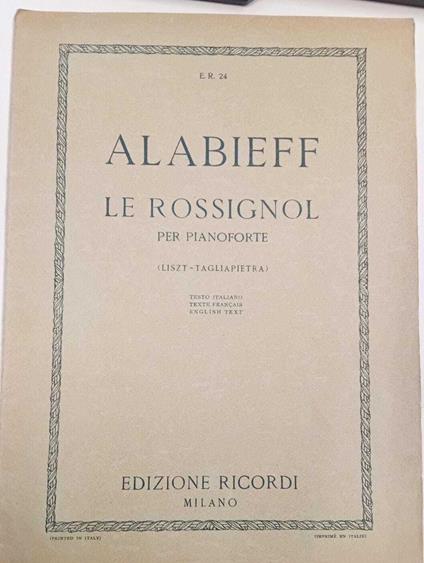 E. R. 24
ALABIEFF
LE ROSSIGNOL
PER PIANOFORTE
(LISZT - TAGLIAPIETRA)
TESTO ITALIANO
TEXTE FRANÇAIS
ENGLISH TEXT
EDIZIONE RICORDI
MILANO
(PRINTED IN ITALY) (IMPRIMÉ EN ITALIE)